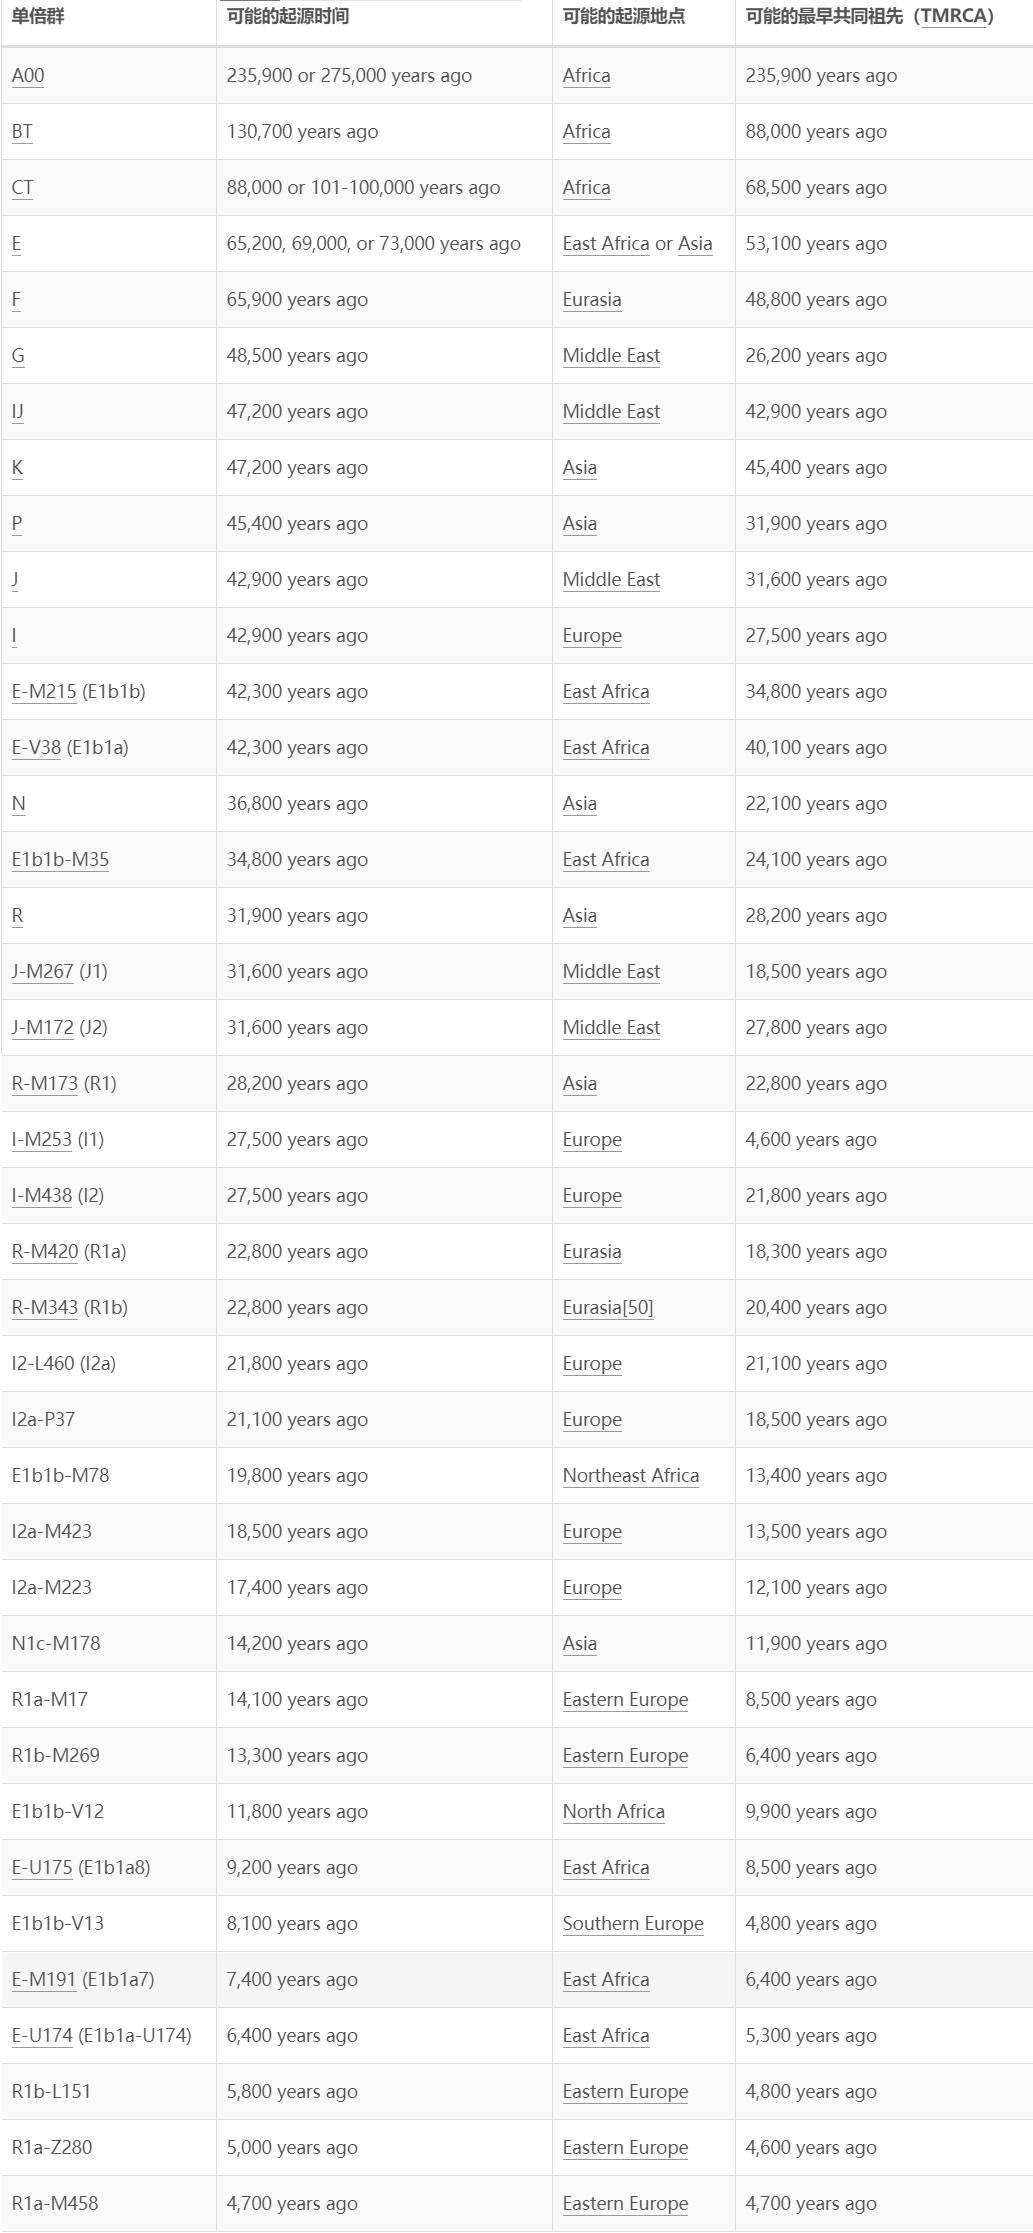 单倍群 可能的起源时间 可能的起源地点 可能的最早共同祖先（TMRCA）
A00 235,900 or 275,000 years ago Africa 235,900 years ago
BT 130,700 years ago Africa 88,000 years ago
CT 88,000 or 101-100,000 years ago Africa 68,500 years ago
E 65,200, 69,000, or 73,000 years ago East Africa or Asia 53,100 years ago
F 65,900 years ago Eurasia 48,800 years ago
G 48,500 years ago Middle East 26,200 years ago
IJ 47,200 years ago Middle East 42,900 years ago
K 47,200 years ago Asia 45,400 years ago
P 45,400 years ago Asia 31,900 years ago
J 42,900 years ago Middle East 31,600 years ago
I 42,900 years ago Europe 27,500 years ago
E-M215 (E1b1b) 42,300 years ago East Africa 34,800 years ago
E-V38 (E1b1a) 42,300 years ago East Africa 40,100 years ago
N 36,800 years ago Asia 22,100 years ago
E1b1b-M35 34,800 years ago East Africa 24,100 years ago
R 31,900 years ago Asia 28,200 years ago
J-M267 (J1) 31,600 years ago Middle East 18,500 years ago
J-M172 (J2) 31,600 years ago Middle East 27,800 years ago
R-M173 (R1) 28,200 years ago Asia 22,800 years ago
I-M253 (I1) 27,500 years ago Europe 4,600 years ago
I-M438 (I2) 27,500 years ago Europe 21,800 years ago
R-M420 (R1a) 22,800 years ago Eurasia 18,300 years ago
R-M343 (R1b) 22,800 years ago Eurasia[50] 20,400 years ago
I2-L460 (I2a) 21,800 years ago Europe 21,100 years ago
I2a-P37 21,100 years ago Europe 18,500 years ago
E1b1b-M78 19,800 years ago Northeast Africa 13,400 years ago
I2a-M423 18,500 years ago Europe 13,500 years ago
I2a-M223 17,400 years ago Europe 12,100 years ago
N1c-M178 14,200 years ago Asia 11,900 years ago
R1a-M17 14,100 years ago Eastern Europe 8,500 years ago
R1b-M269 13,300 years ago Eastern Europe 6,400 years ago
E1b1b-V12 11,800 years ago North Africa 9,900 years ago
E-U175 (E1b1a8) 9,200 years ago East Africa 8,500 years ago
E1b1b-V13 8,100 years ago Southern Europe 4,800 years ago
E-M191 (E1b1a7) 7,400 years ago East Africa 6,400 years ago
E-U174 (E1b1a-U174) 6,400 years ago East Africa 5,300 years ago
R1b-L151 5,800 years ago Eastern Europe 4,800 years ago
R1a-Z280 5,000 years ago Eastern Europe 4,600 years ago
R1a-M458 4,700 years ago Eastern Europe 4,700 years ago